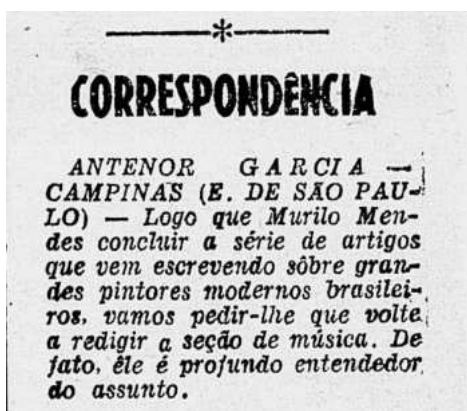 CORRESPONDÊNCIA
ANTENOR GARCIA —
CAMPINAS (E. DE SÃO PAU-
LO) — Logo que Murilo Men-
des concluir a série de artigos
que vem escrevendo sôbre gran-
des pintores modernos brasilei-
ros, vamos pedir-lhe que volte
a redigir a seção de música. De
fato, êle é profundo entendedor
do assunto.